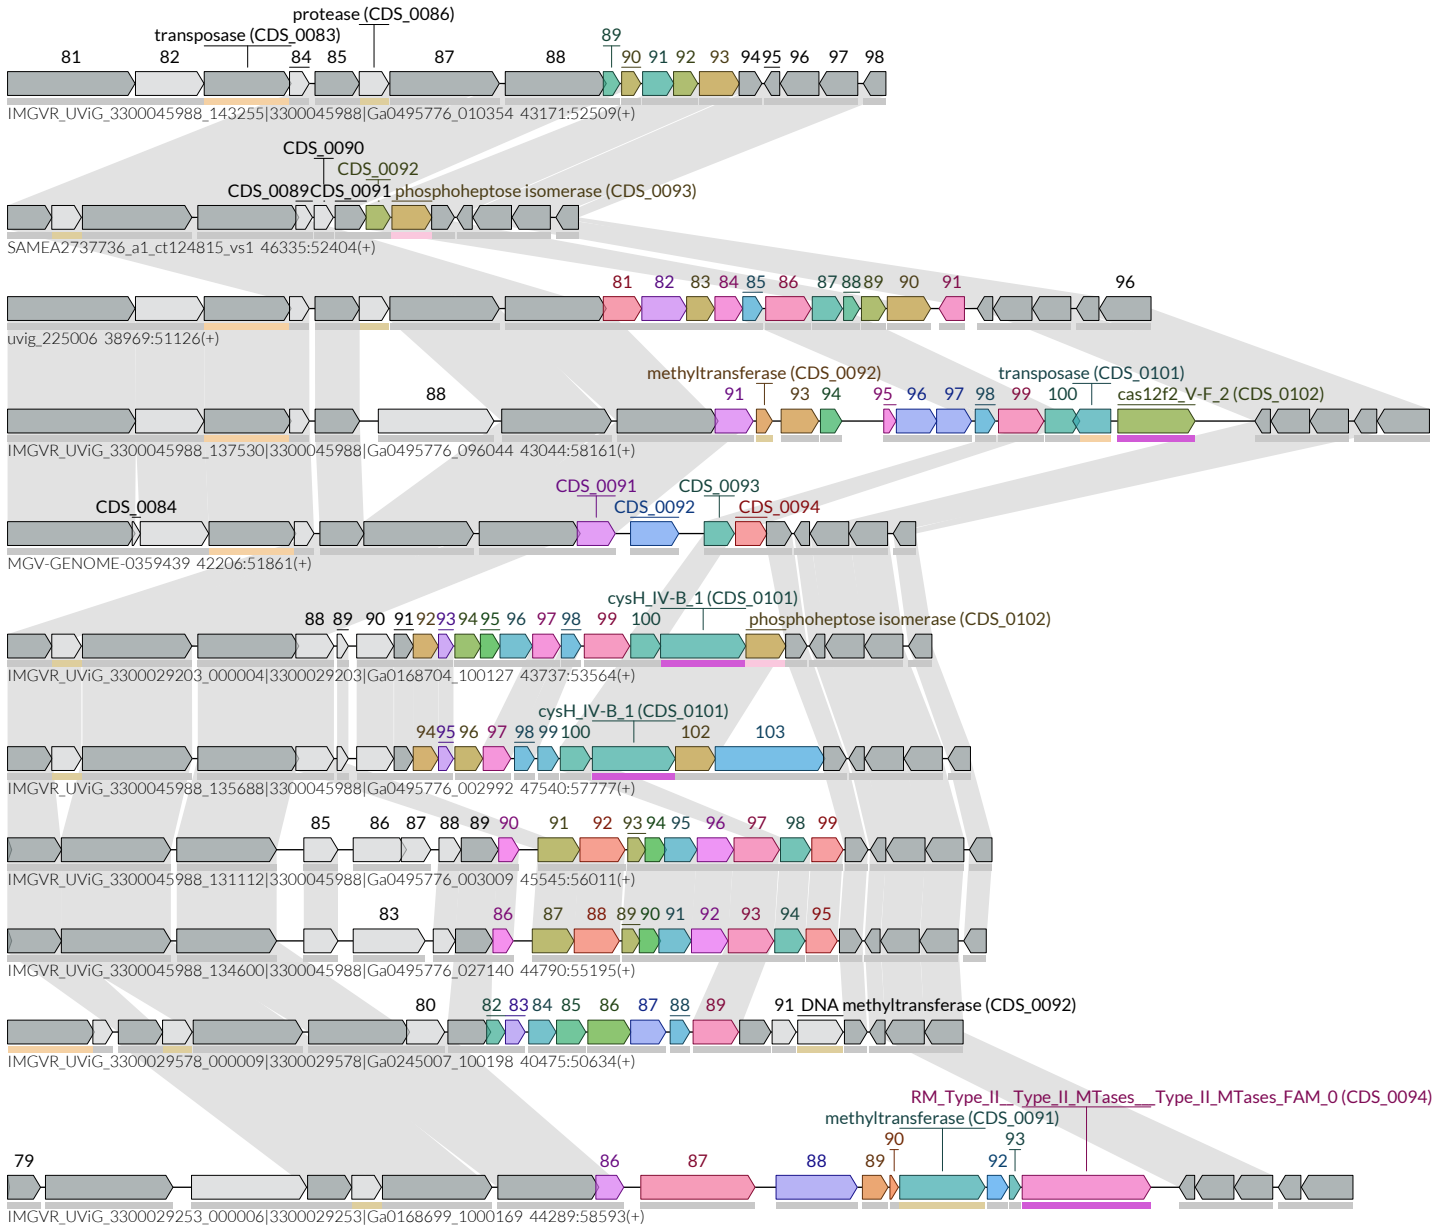 protease (CDS_0086)
transposase (CDS_0083)
89
81 82 84 85 87 88 90 91 92 93 94 95 96 97 98
IMGVR_UViG_3300045988_143255|3300045988|Ga0495776_010354 43171:52509(+)
CDS_0090
CDS_0092
CDS_0089 CDS_0091 phosphoheptose isomerase (CDS_0093)
SAMEA2737736_a1_ct124815_vs1 46335:52404(+)
81 82 83 84 85 86 87 88 89 90 91 96
uvig_225006 38969:51126(+)
methyltransferase (CDS_0092) transposase (CDS_0101)
88 91 93 94 95 96 97 98 99 100 cas12f2_V-F_2 (CDS_0102)
IMGVR_UViG_3300045988_137530|3300045988|Ga0495776_096044 43044:58161(+)
CDS_0091 CDS_0093
CDS_0084 CDS_0092 CDS_0094
MGV-GENOME-0359439 42206:51861(+)
cysH_IV-B_1 (CDS_0101)
88 89 90 91 92 93 94 95 96 97 98 99 100 phosphoheptose isomerase (CDS_0102)
IMGVR_UViG_3300029203_000004|3300029203|Ga0168704_100127 43737:53564(+)
cysH_IV-B_1 (CDS_0101)
94 95 96 97 98 99 100 102 103
IMGVR_UViG_3300045988_135688|3300045988|Ga0495776_002992 47540:57777(+)
85 86 87 88 89 90 91 92 93 94 95 96 97 98 99
IMGVR_UViG_3300045988_131112|3300045988|Ga0495776_003009 45545:56011(+)
83 86 87 88 89 90 91 92 93 94 95
IMGVR_UViG_3300045988_134600|3300045988|Ga0495776_027140 44790:55195(+)
80 82 83 84 85 86 87 88 89 91 DNA methyltransferase (CDS_0092)
IMGVR_UViG_3300029578_000009|3300029578|Ga0245007_100198 40475:50634(+)
RM_Type_II__Type_II_MTases___Type_II_MTases_FAM_0 (CDS_0094)
methyltransferase (CDS_0091)
90 93
79 86 87 88 89 92
IMGVR_UViG_3300029253_000006|3300029253|Ga0168699_1000169 44289:58593(+)